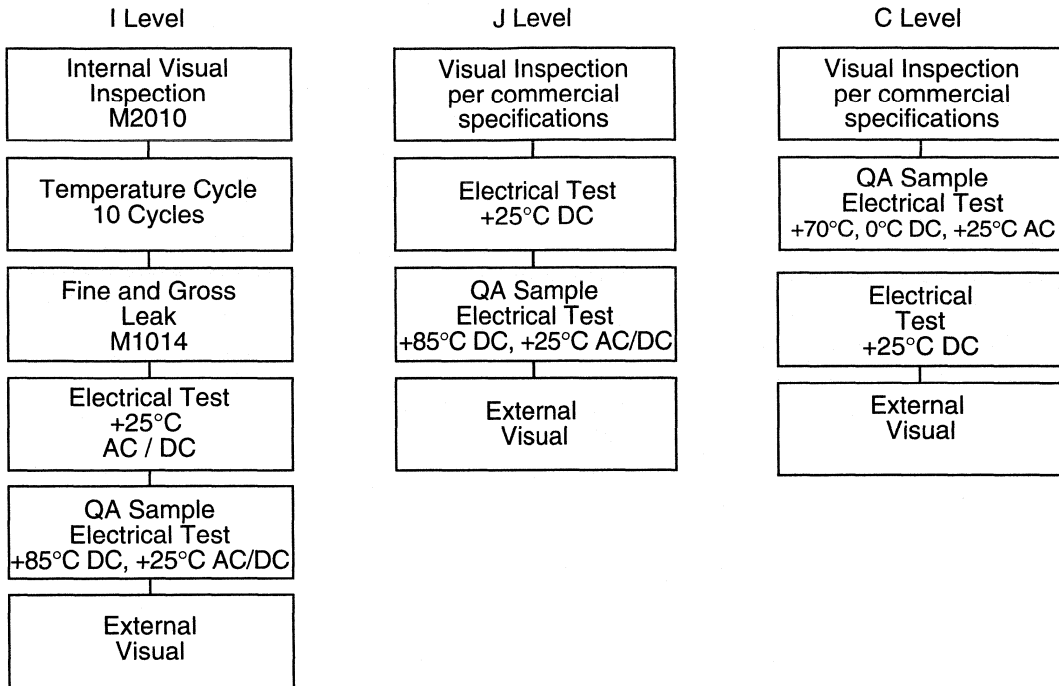 I Level
Internal Visual
Inspection
M2010
Temperature Cycle
10 Cycles
Fine and Gross
Leak
M1014
Electrical Test
+25°C
AC / DC
QA Sample
Electrical Test
+85°C DC, +25°C AC/DC
External
Visual
J Level
Visual Inspection
per commercial
specifications
Electrical Test
+25°C DC
QA Sample
Electrical Test
+85°C DC, +25°C AC/DC
External
Visual
C Level
Visual Inspection
per commercial
specifications
QA Sample
Electrical Test
+70°C, 0°C DC, +25°C AC
Electrical
Test
+25°C DC
External
Visual